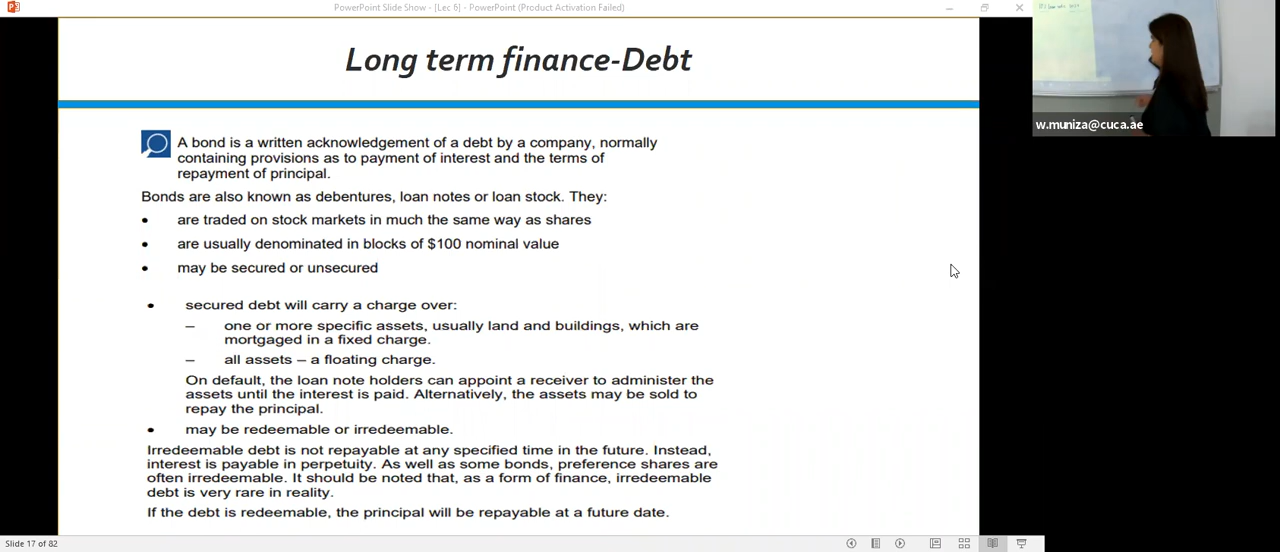 PowerPoint Slide Show - [Lec 6] - PowerPoint (Product Activation Failed)
Long term finance-Debt
w.muniza@cuca.ae
A bond is a written acknowledgement of a debt by a company, normally
containing provisions as to payment of interest and the terms of
repayment of principal.
Bonds are also known as debentures, loan notes or loan stock. They:
• are traded on stock markets in much the same way as shares
• are usually denominated in blocks of $100 nominal value
• may be secured or unsecured
• secured debt will carry a charge over:
– one or more specific assets, usually land and buildings, which are
mortgaged in a fixed charge.
– all assets – a floating charge.
On default, the loan note holders can appoint a receiver to administer the
assets until the interest is paid. Alternatively, the assets may be sold to
repay the principal.
• may be redeemable or irredeemable.
Irredeemable debt is not repayable at any specified time in the future. Instead,
interest is payable in perpetuity. As well as some bonds, preference shares are
often irredeemable. It should be noted that, as a form of finance, irredeemable
debt is very rare in reality.
If the debt is redeemable, the principal will be repayable at a future date.
Slide 17 of 82